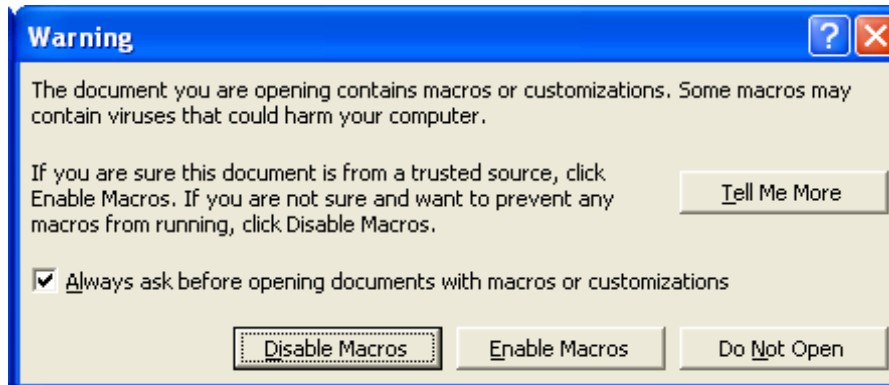 Warning
The document you are opening contains macros or customizations. Some macros may
contain viruses that could harm your computer.
If you are sure this document is from a trusted source, click
Enable Macros. If you are not sure and want to prevent any
macros from running, click Disable Macros.
Tell Me More
Always ask before opening documents with macros or customizations
Disable Macros Enable Macros Do Not Open